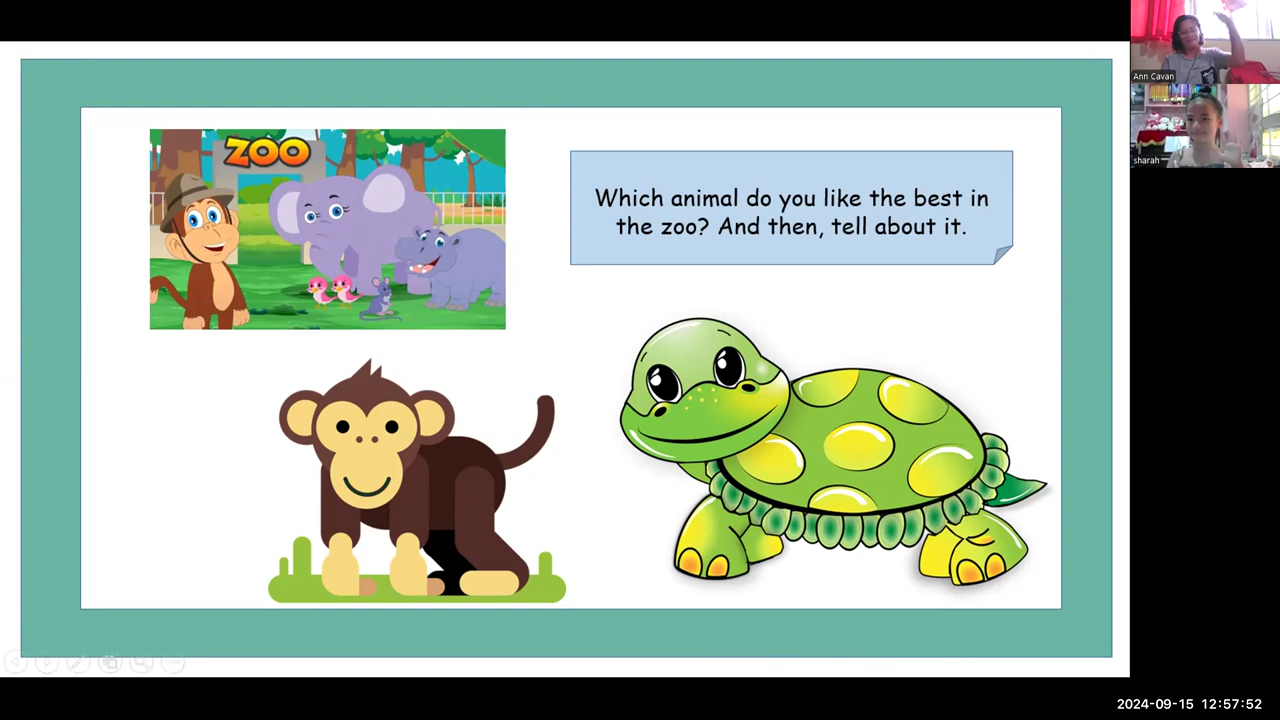 ZOO
Which animal do you like the best in
the zoo? And then, tell about it.
Ann Cavan
sharah
2024-09-15 12:57:52